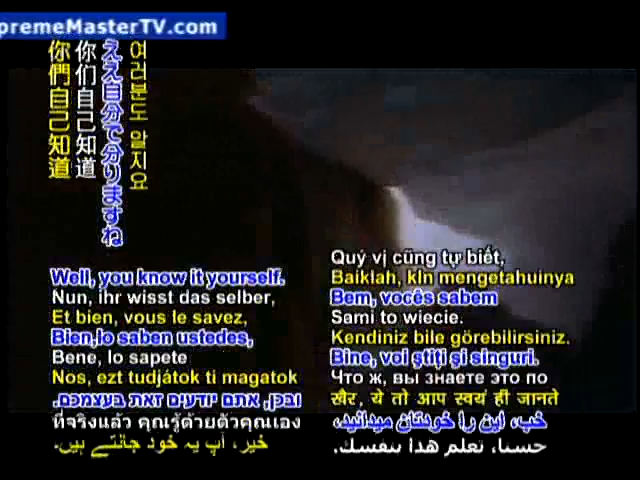 premeMasterTV.com
你們自己知道
你们自己知道
ええ自分で分りますね
여러분도 알지요
Well, you know it yourself.
Nun, ihr wisst das selber,
Et bien, vous le savez,
Bien,lo saben ustedes,
Bene, lo sapete
Nos, ezt tudjátok ti magatok
ובכן, אתם יודעים זאת בעצמכם.
ที่จริงแล้ว คุณรู้ด้วยตัวคุณเอง
خیر، آپ یہ خود جانتے ہیں.
Quý vị cũng tự biết,
Baiklah, kln mengetahuinya
Bem, vocês sabem
Sami to wiecie.
Kendiniz bile görebilirsiniz.
Bine, voi ştiţi şi singuri.
Что ж, вы знаете это по
खैर, ये तो आप स्वयं ही जानते
خب، این را خودتان میدانید،
حسنا، تعلم هذا بنفسك.